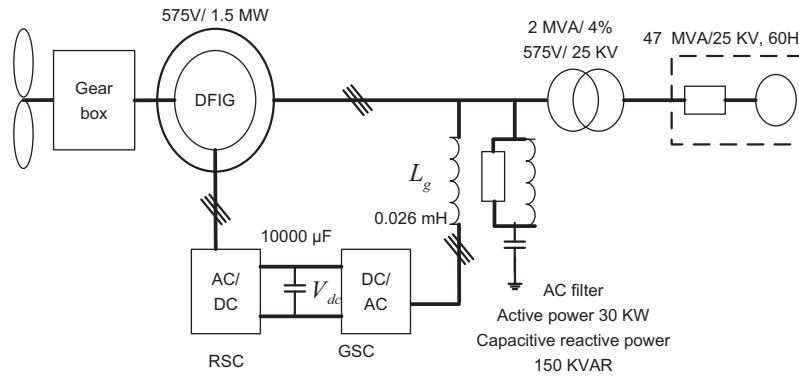 575V/ 1.5 MW
2 MVA/ 4%
575V/ 25 KV
47 MVA/25 KV, 60H
Gear
box
DFIG
L_g
0.026 mH
10000 µF
AC/
DC
V_dc
DC/
AC
RSC
GSC
AC filter
Active power 30 KW
Capacitive reactive power
150 KVAR